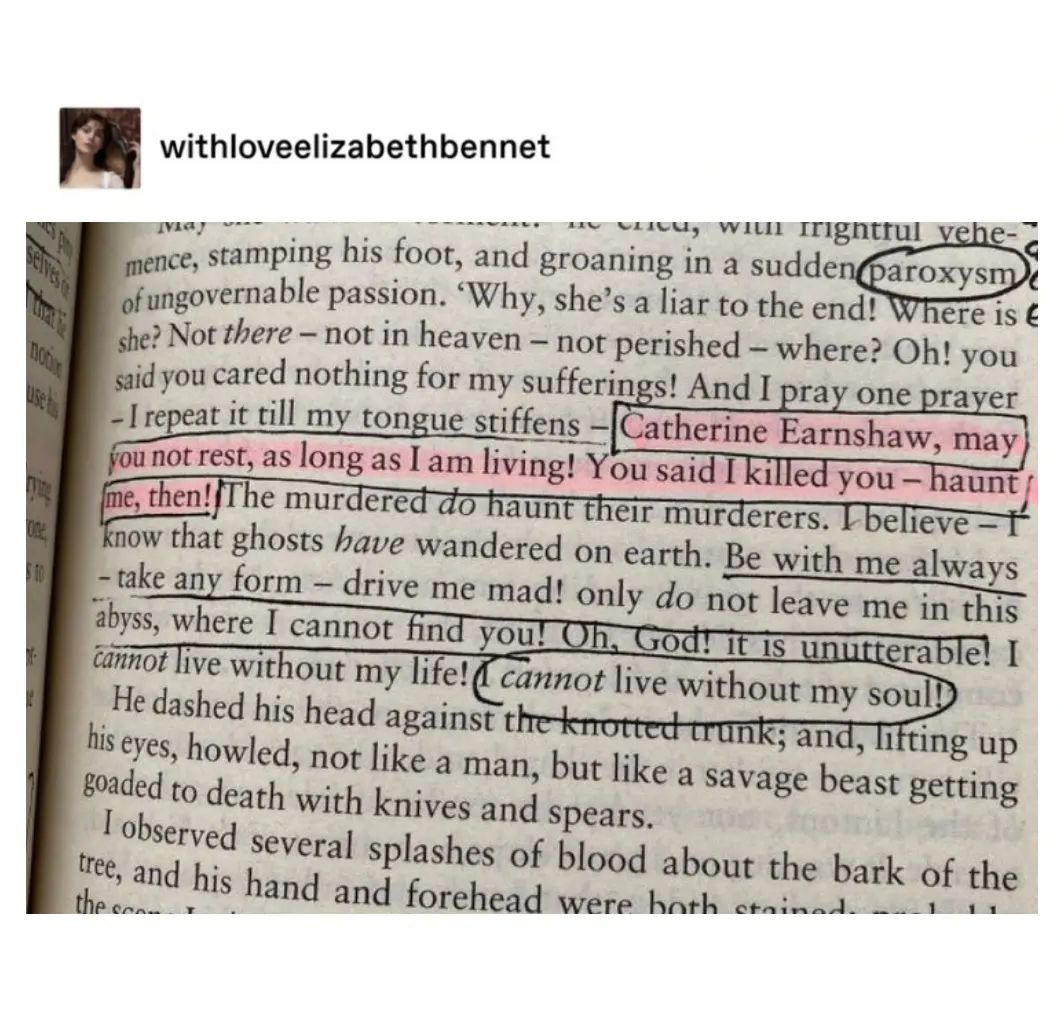 withloveelizabethbennet
he cried, with frightful vehe-
mence, stamping his foot, and groaning in a sudden paroxysm
of ungovernable passion. ‘Why, she’s a liar to the end! Where is
she? Not there – not in heaven – not perished – where? Oh! you
said you cared nothing for my sufferings! And I pray one prayer
– I repeat it till my tongue stiffens – Catherine Earnshaw, may
you not rest, as long as I am living! You said I killed you – haunt
me, then! The murdered do haunt their murderers. I believe – I
know that ghosts have wandered on earth. Be with me always
– take any form – drive me mad! only do not leave me in this
abyss, where I cannot find you! Oh, God! it is unutterable! I
cannot live without my life! I cannot live without my soul!’
He dashed his head against the knotted trunk; and, lifting up
his eyes, howled, not like a man, but like a savage beast getting
goaded to death with knives and spears.
I observed several splashes of blood about the bark of the
tree, and his hand and forehead were both stained;
the